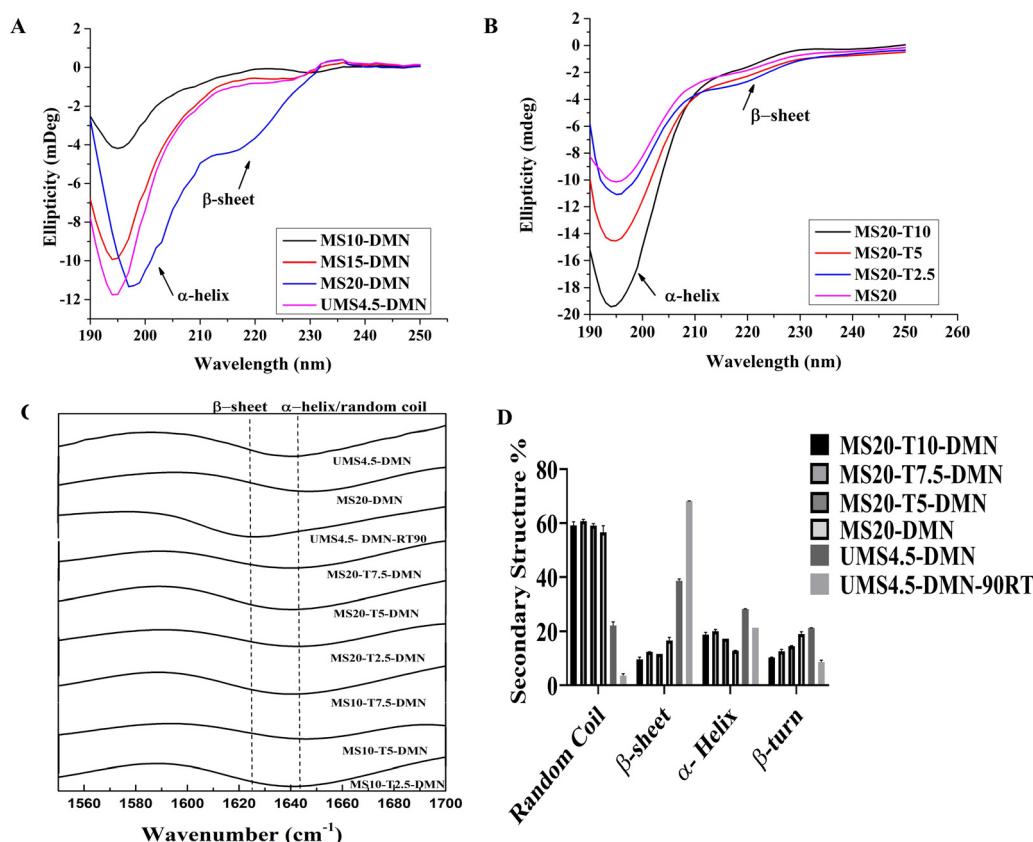 A
0
-2
-4
-6
-8
-10
-12
Ellipticity (mDeg)
β-sheet
α-helix
MS10-DMN
MS15-DMN
MS20-DMN
UMS4.5-DMN
190 200 210 220 230 240 250
Wavelength (nm)
B
0
-2
-4
-6
-8
-10
-12
-14
-16
-18
-20
Ellipticity (mdeg)
β-sheet
α-helix
MS20-T10
MS20-T5
MS20-T2.5
MS20
190 200 210 220 230 240 250 260
Wavelength (nm)
C
β-sheet α-helix/random coil
UMS4.5-DMN
MS20-DMN
UMS4.5- DMN-RT90
MS20-T7.5-DMN
MS20-T5-DMN
MS20-T2.5-DMN
MS10-T7.5-DMN
MS10-T5-DMN
MS10-T2.5-DMN
1560 1580 1600 1620 1640 1660 1680 1700
Wavenumber (cm-1)
D
80
60
40
20
0
Secondary Structure %
Random Coil
β-sheet
α- Helix
β-turn
MS20-T10-DMN
MS20-T7.5-DMN
MS20-T5-DMN
MS20-DMN
UMS4.5-DMN
UMS4.5-DMN-90RT